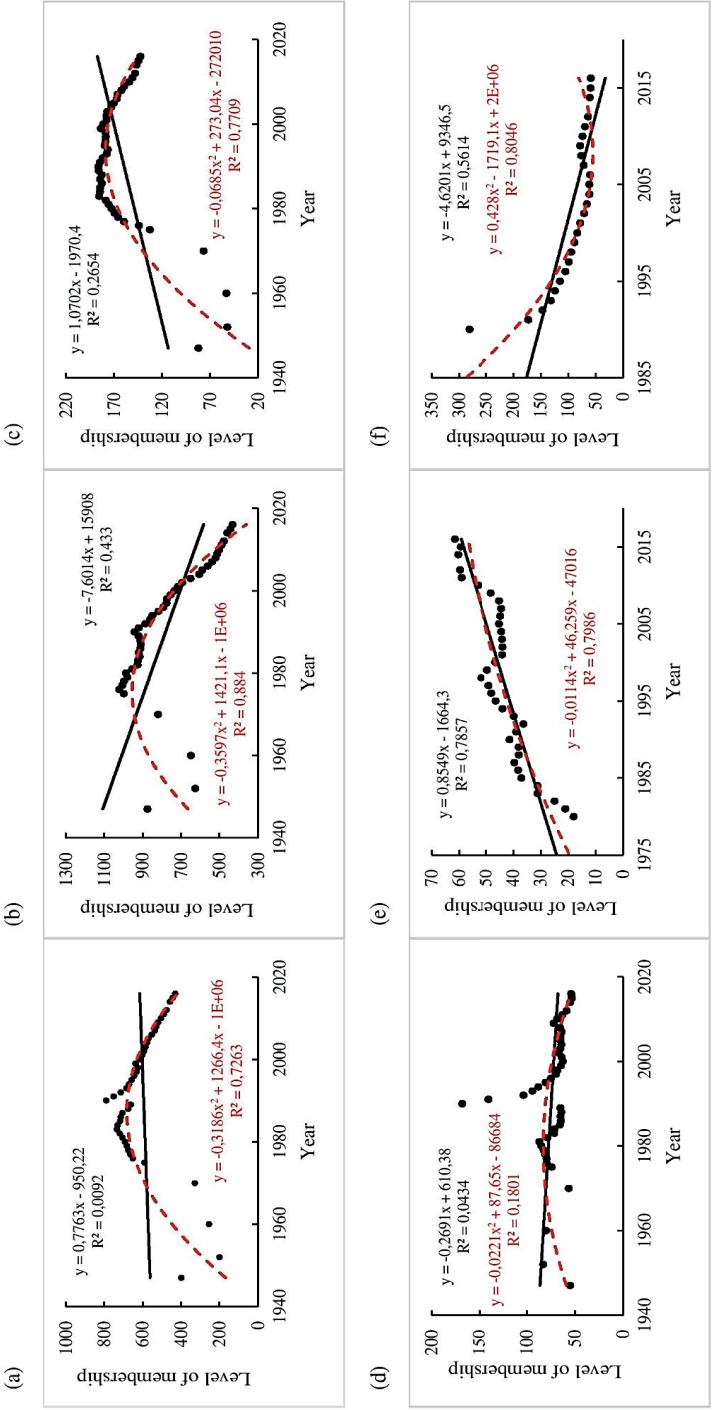 (a)
1000
800
600
400
200
0
1940
1960
1980
2000
2020
Level of membership
Year
y = 0,7763x - 950,22
R² = 0,0092
y = -0,3186x² + 1266,4x - 1E+06
R² = 0,7263
(b)
1300
1100
900
700
500
300
1940
1960
1980
2000
2020
Level of membership
Year
y = -7,6014x + 15908
R² = 0,433
y = -0,3597x² + 1421,1x - 1E+06
R² = 0,884
(c)
220
170
120
70
20
1940
1960
1980
2000
2020
Level of membership
Year
y = 1,0702x - 1970,4
R² = 0,2654
y = -0,0685x² + 273,04x - 272010
R² = 0,7709
(d)
200
150
100
50
0
1940
1960
1980
2000
2020
Level of membership
Year
y = -0,2691x + 610,38
R² = 0,0434
y = -0,0221x² + 87,65x - 86684
R² = 0,1801
(e)
70
60
50
40
30
20
10
0
1975
1985
1995
2005
2015
Level of membership
Year
y = 0,8549x - 1664,3
R² = 0,7857
y = -0,0114x² + 46,259x - 47016
R² = 0,7986
(f)
350
300
250
200
150
100
50
0
1985
1995
2005
2015
Level of membership
Year
y = -4,6201x + 9346,5
R² = 0,5614
y = 0,428x² - 1719,1x + 2E+06
R² = 0,8046